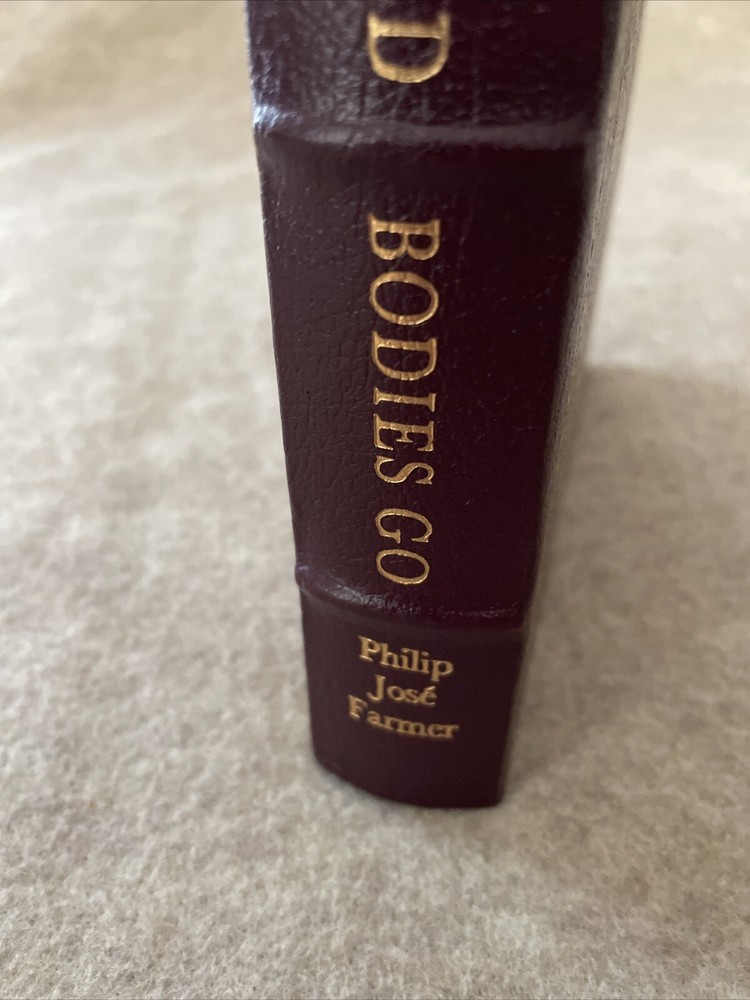 D
BODIES GO
Philip
José
Farmer